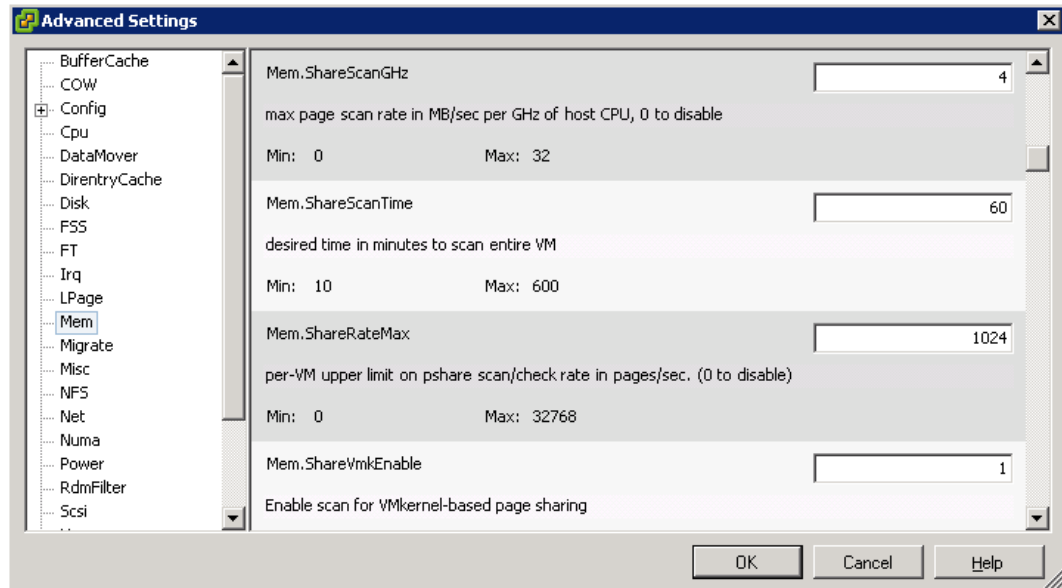 Advanced Settings
BufferCache
COW
Config
Cpu
DataMover
DirentryCache
Disk
FSS
FT
Irq
LPage
Mem
Migrate
Misc
NFS
Net
Numa
Power
RdmFilter
Scsi
Mem.ShareScanGHz
4
max page scan rate in MB/sec per GHz of host CPU, 0 to disable
Min: 0 Max: 32
Mem.ShareScanTime
60
desired time in minutes to scan entire VM
Min: 10 Max: 600
Mem.ShareRateMax
1024
per-VM upper limit on pshare scan/check rate in pages/sec. (0 to disable)
Min: 0 Max: 32768
Mem.ShareVmkEnable
1
Enable scan for VMkernel-based page sharing
OK Cancel Help